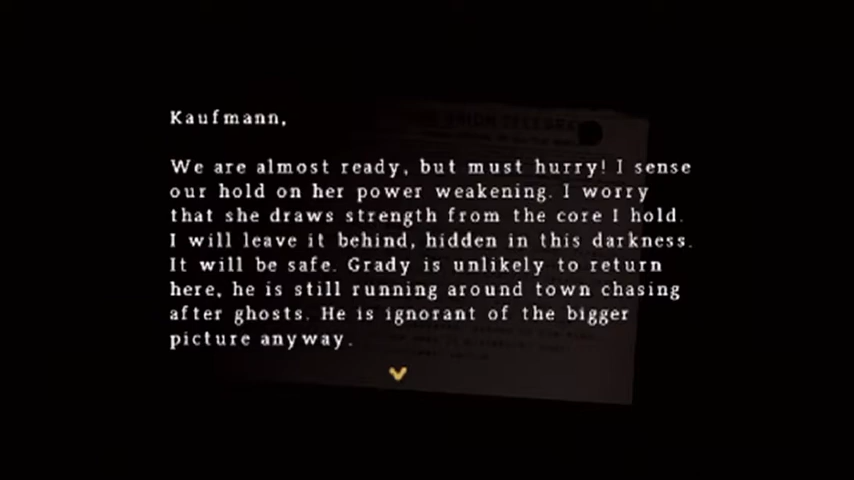 Kaufmann,
We are almost ready, but must hurry! I sense
our hold on her power weakening. I worry
that she draws strength from the core I hold.
I will leave it behind, hidden in this darkness.
It will be safe. Grady is unlikely to return
here, he is still running around town chasing
after ghosts. He is ignorant of the bigger
picture anyway.